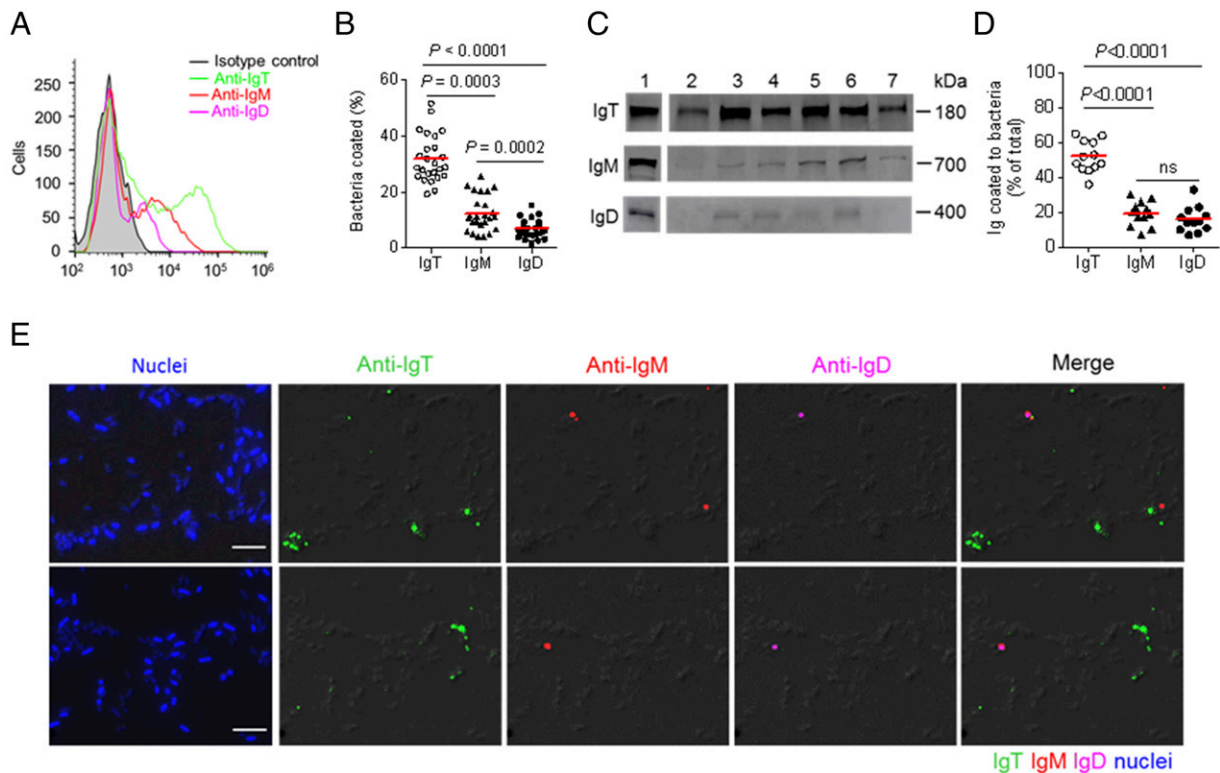 A
Isotype control
Anti-IgT
Anti-IgM
Anti-IgD
Cells
250
200
150
100
50
0
10² 10³ 10⁴ 10⁵ 10⁶
B
P < 0.0001
P = 0.0003
P = 0.0002
Bacteria coated (%)
60
40
20
0
IgT IgM IgD
C
1 2 3 4 5 6 7 kDa
IgT 180
IgM 700
IgD 400
D
P<0.0001
P<0.0001
ns
Ig coated to bacteria
(% of total)
100
80
60
40
20
0
IgT IgM IgD
E
Nuclei Anti-IgT Anti-IgM Anti-IgD Merge
IgT IgM IgD nuclei